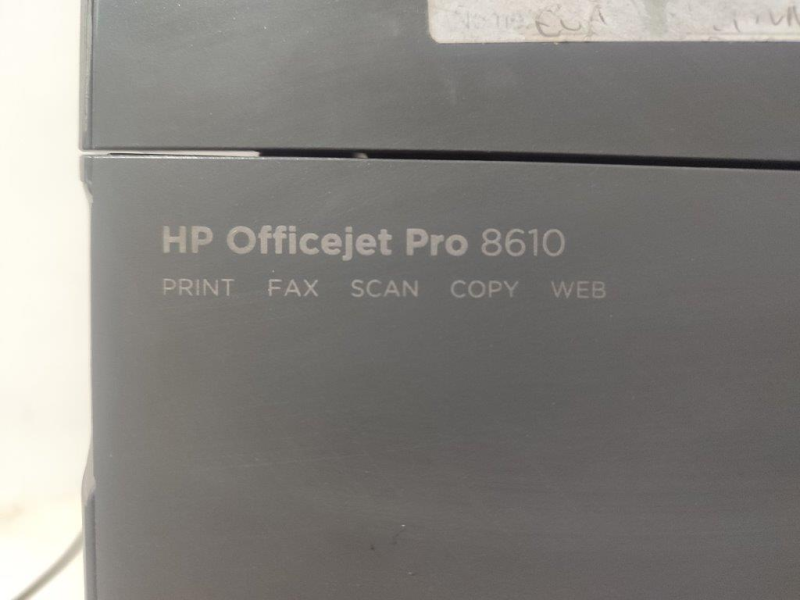 HP Officejet Pro 8610
PRINT FAX SCAN COPY WEB